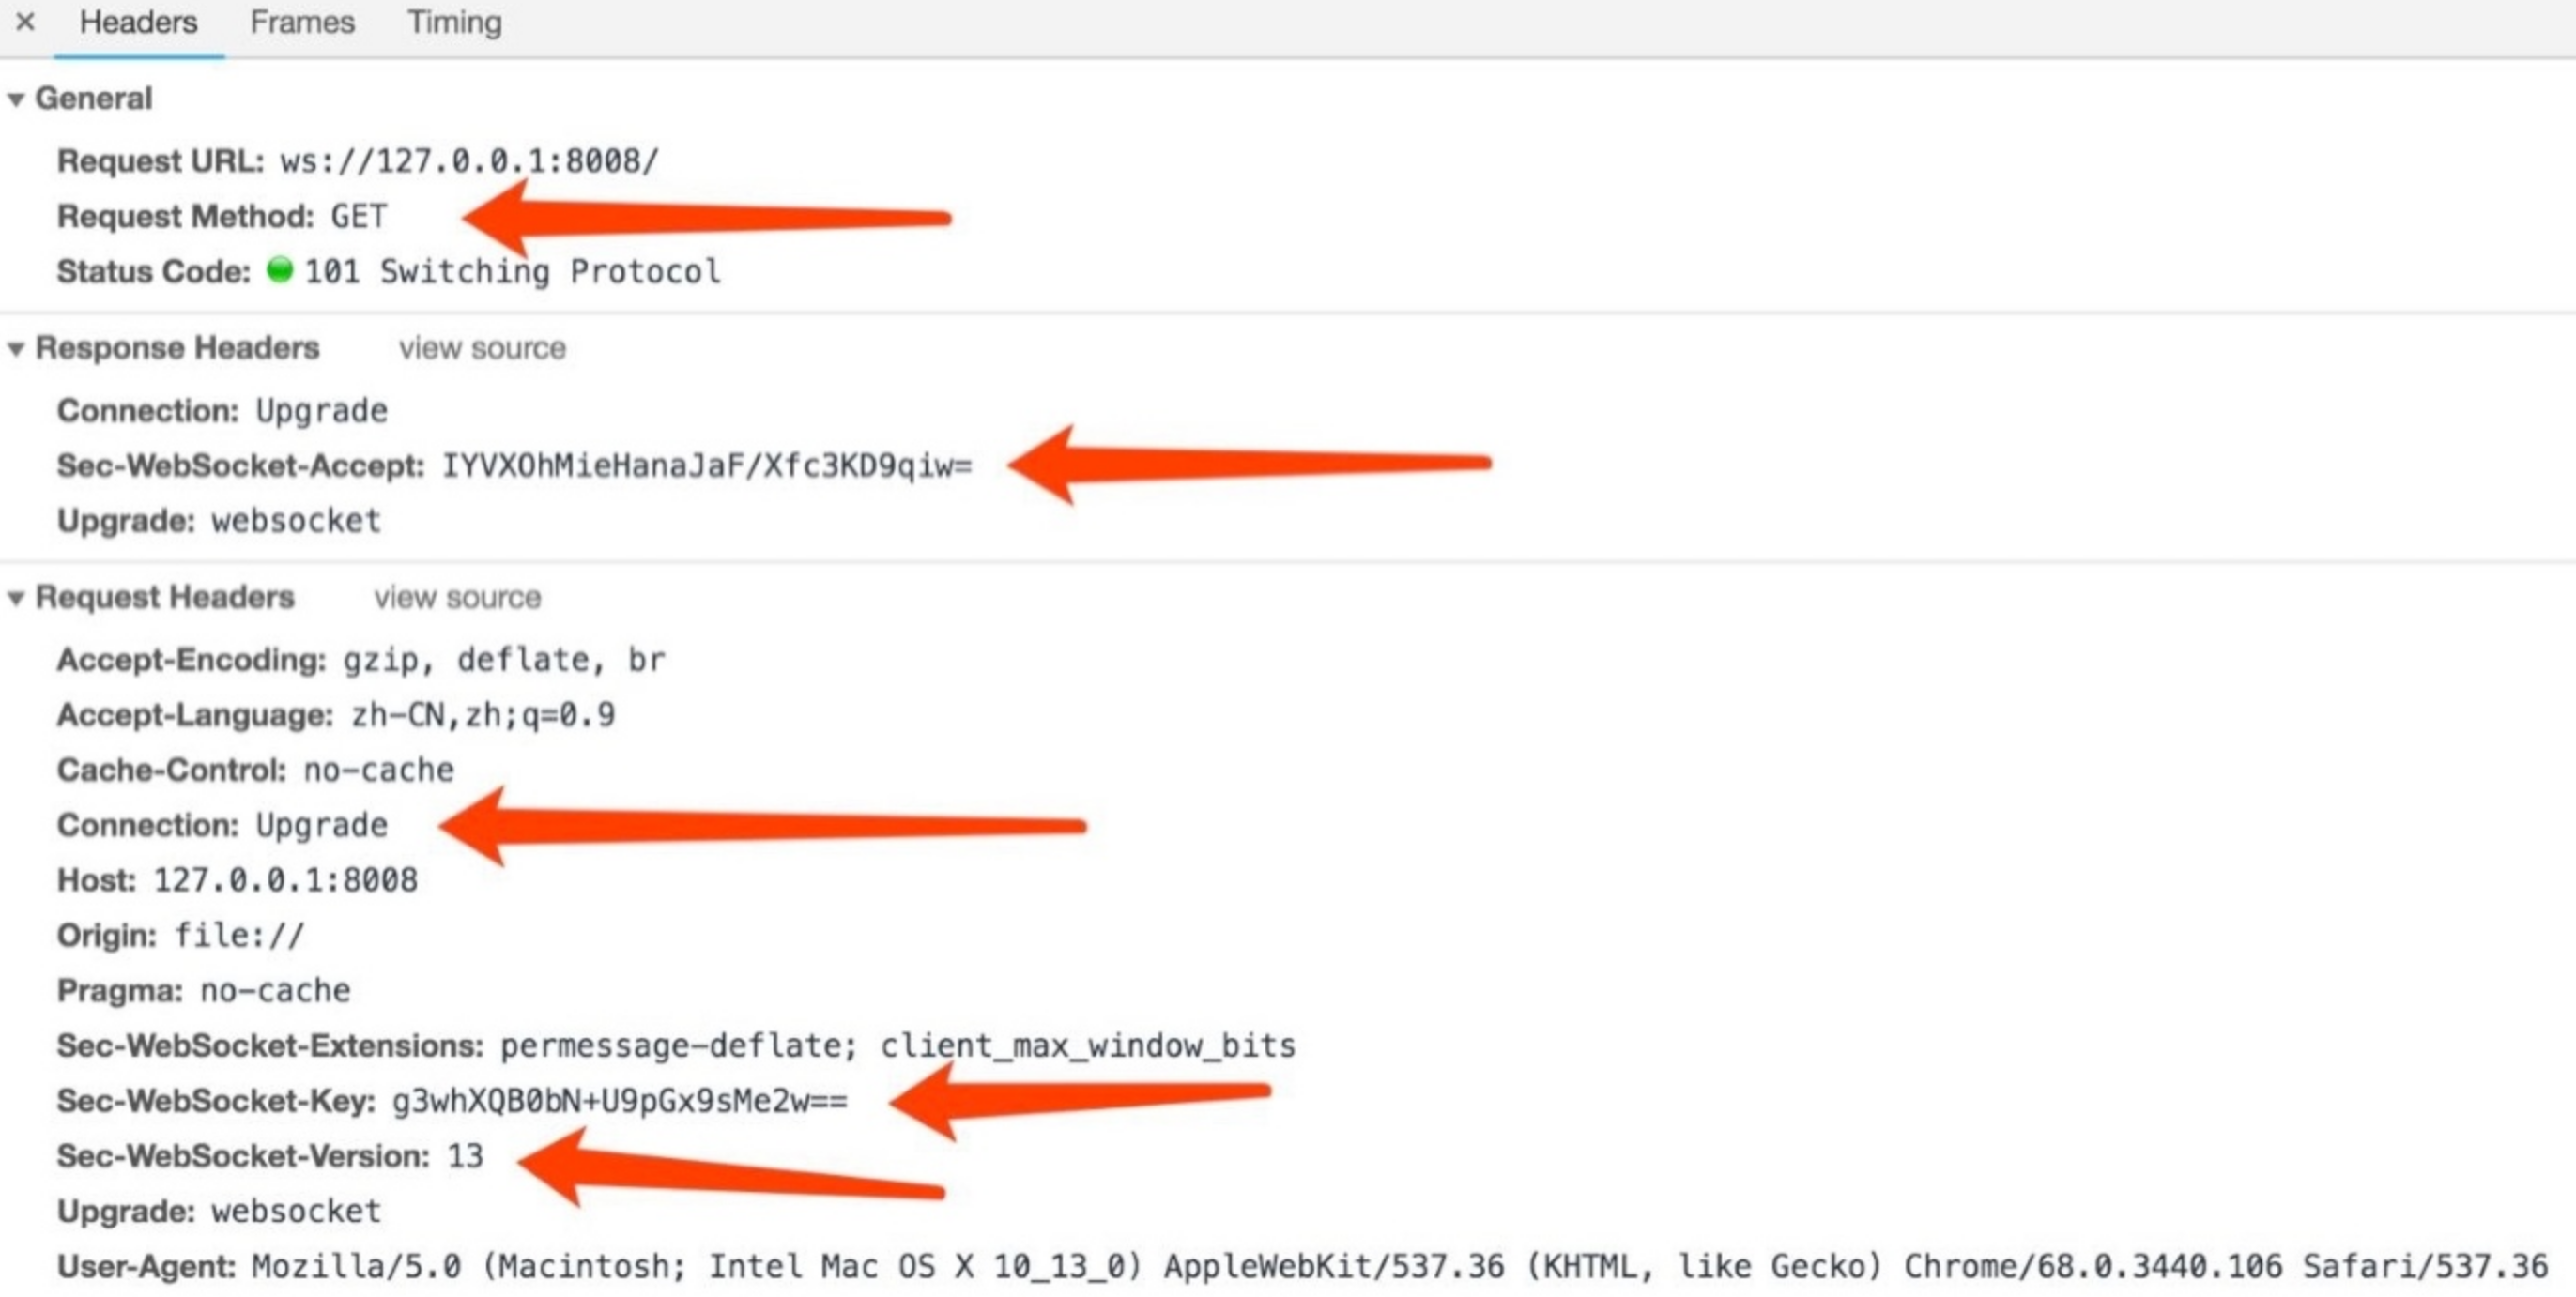 × Headers Frames Timing
General
Request URL: ws://127.0.0.1:8008/
Request Method: GET
Status Code: 101 Switching Protocol
Response Headers view source
Connection: Upgrade
Sec-WebSocket-Accept: IYVXOhMieHanaJaF/Xfc3KD9qiw=
Upgrade: websocket
Request Headers view source
Accept-Encoding: gzip, deflate, br
Accept-Language: zh-CN,zh;q=0.9
Cache-Control: no-cache
Connection: Upgrade
Host: 127.0.0.1:8008
Origin: file://
Pragma: no-cache
Sec-WebSocket-Extensions: permessage-deflate; client_max_window_bits
Sec-WebSocket-Key: g3whXQB0bN+U9pGx9sMe2w==
Sec-WebSocket-Version: 13
Upgrade: websocket
User-Agent: Mozilla/5.0 (Macintosh; Intel Mac OS X 10_13_0) AppleWebKit/537.36 (KHTML, like Gecko) Chrome/68.0.3440.106 Safari/537.36